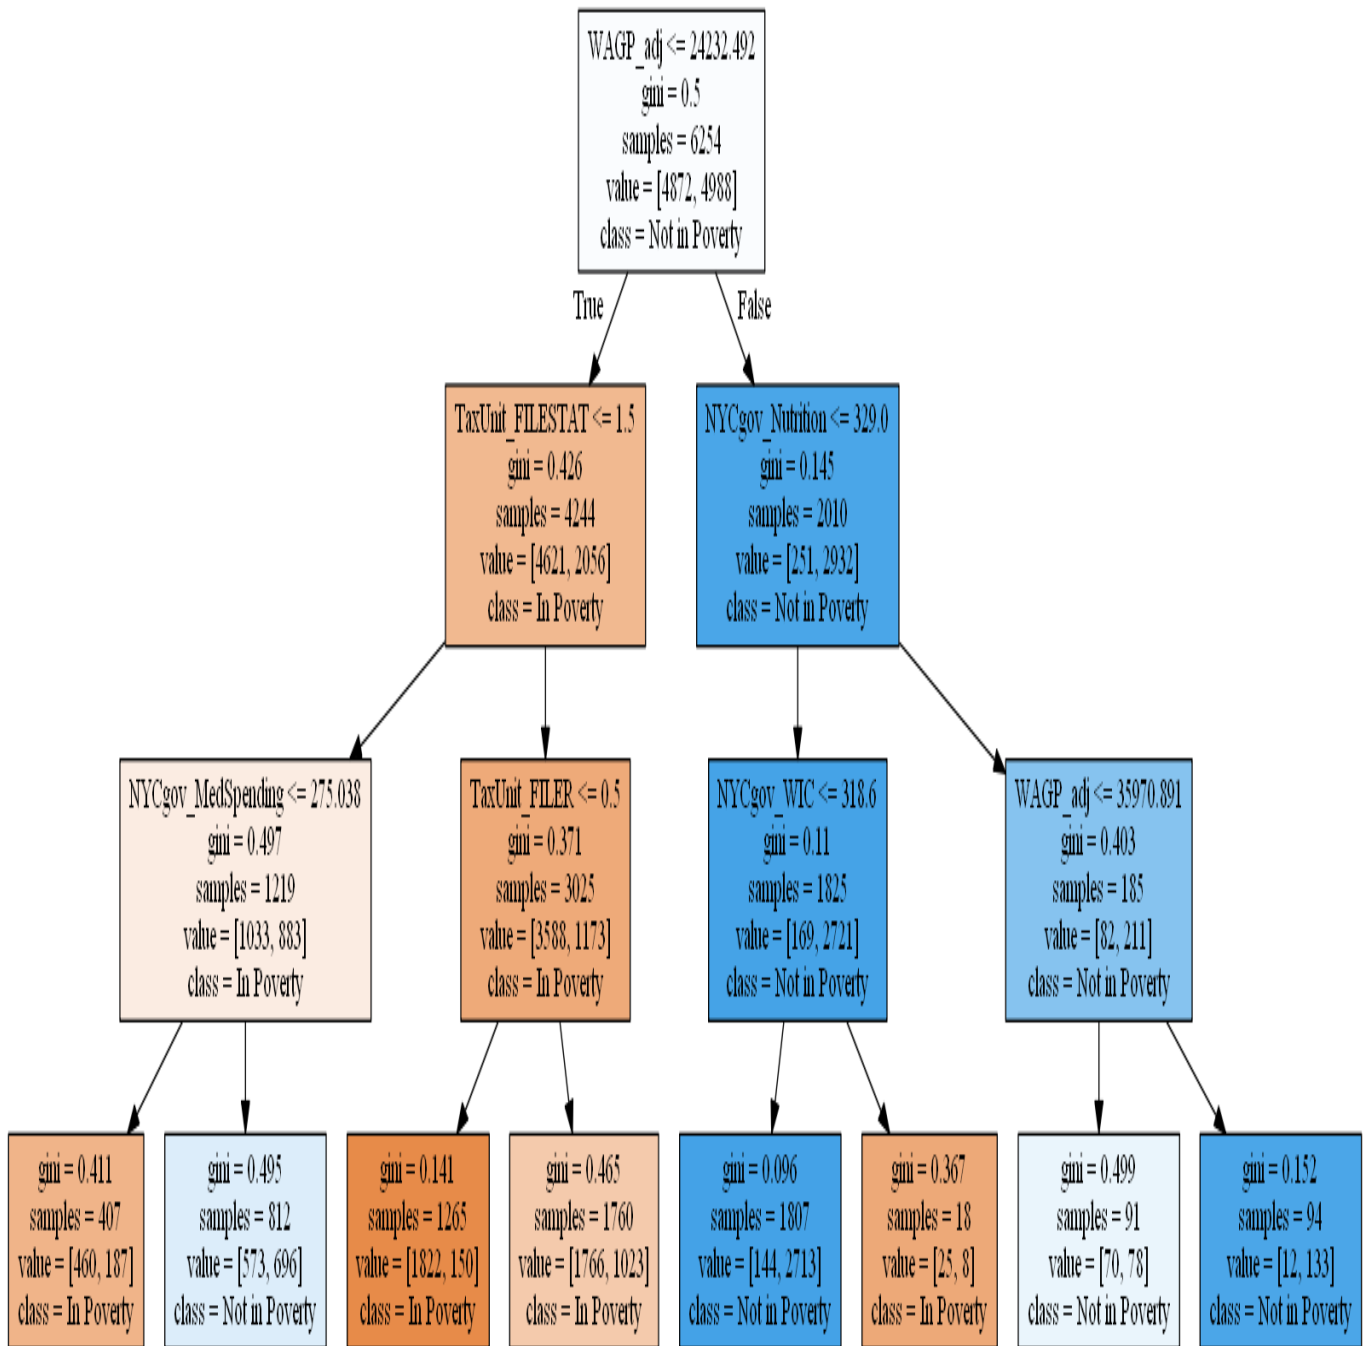 WAGP_adj <= 24232.492
gini = 0.5
samples = 6254
value = [4872, 4988]
class = Not in Poverty
True
False
TaxUnit_FILESTAT <= 1.5
gini = 0.426
samples = 4244
value = [4621, 2056]
class = In Poverty
NYCgov_Nutrition <= 329.0
gini = 0.145
samples = 2010
value = [251, 2932]
class = Not in Poverty
NYCgov_MedSpending <= 275.038
gini = 0.497
samples = 1219
value = [1033, 883]
class = In Poverty
TaxUnit_FILER <= 0.5
gini = 0.371
samples = 3025
value = [3588, 1173]
class = In Poverty
NYCgov_WIC <= 318.6
gini = 0.11
samples = 1825
value = [169, 2721]
class = Not in Poverty
WAGP_adj <= 35970.891
gini = 0.403
samples = 185
value = [82, 211]
class = Not in Poverty
gini = 0.411
samples = 407
value = [460, 187]
class = In Poverty
gini = 0.495
samples = 812
value = [573, 696]
class = Not in Poverty
gini = 0.141
samples = 1265
value = [1822, 150]
class = In Poverty
gini = 0.465
samples = 1760
value = [1766, 1023]
class = In Poverty
gini = 0.096
samples = 1807
value = [144, 2713]
class = Not in Poverty
gini = 0.367
samples = 18
value = [25, 8]
class = In Poverty
gini = 0.499
samples = 91
value = [70, 78]
class = Not in Poverty
gini = 0.152
samples = 94
value = [12, 133]
class = Not in Poverty